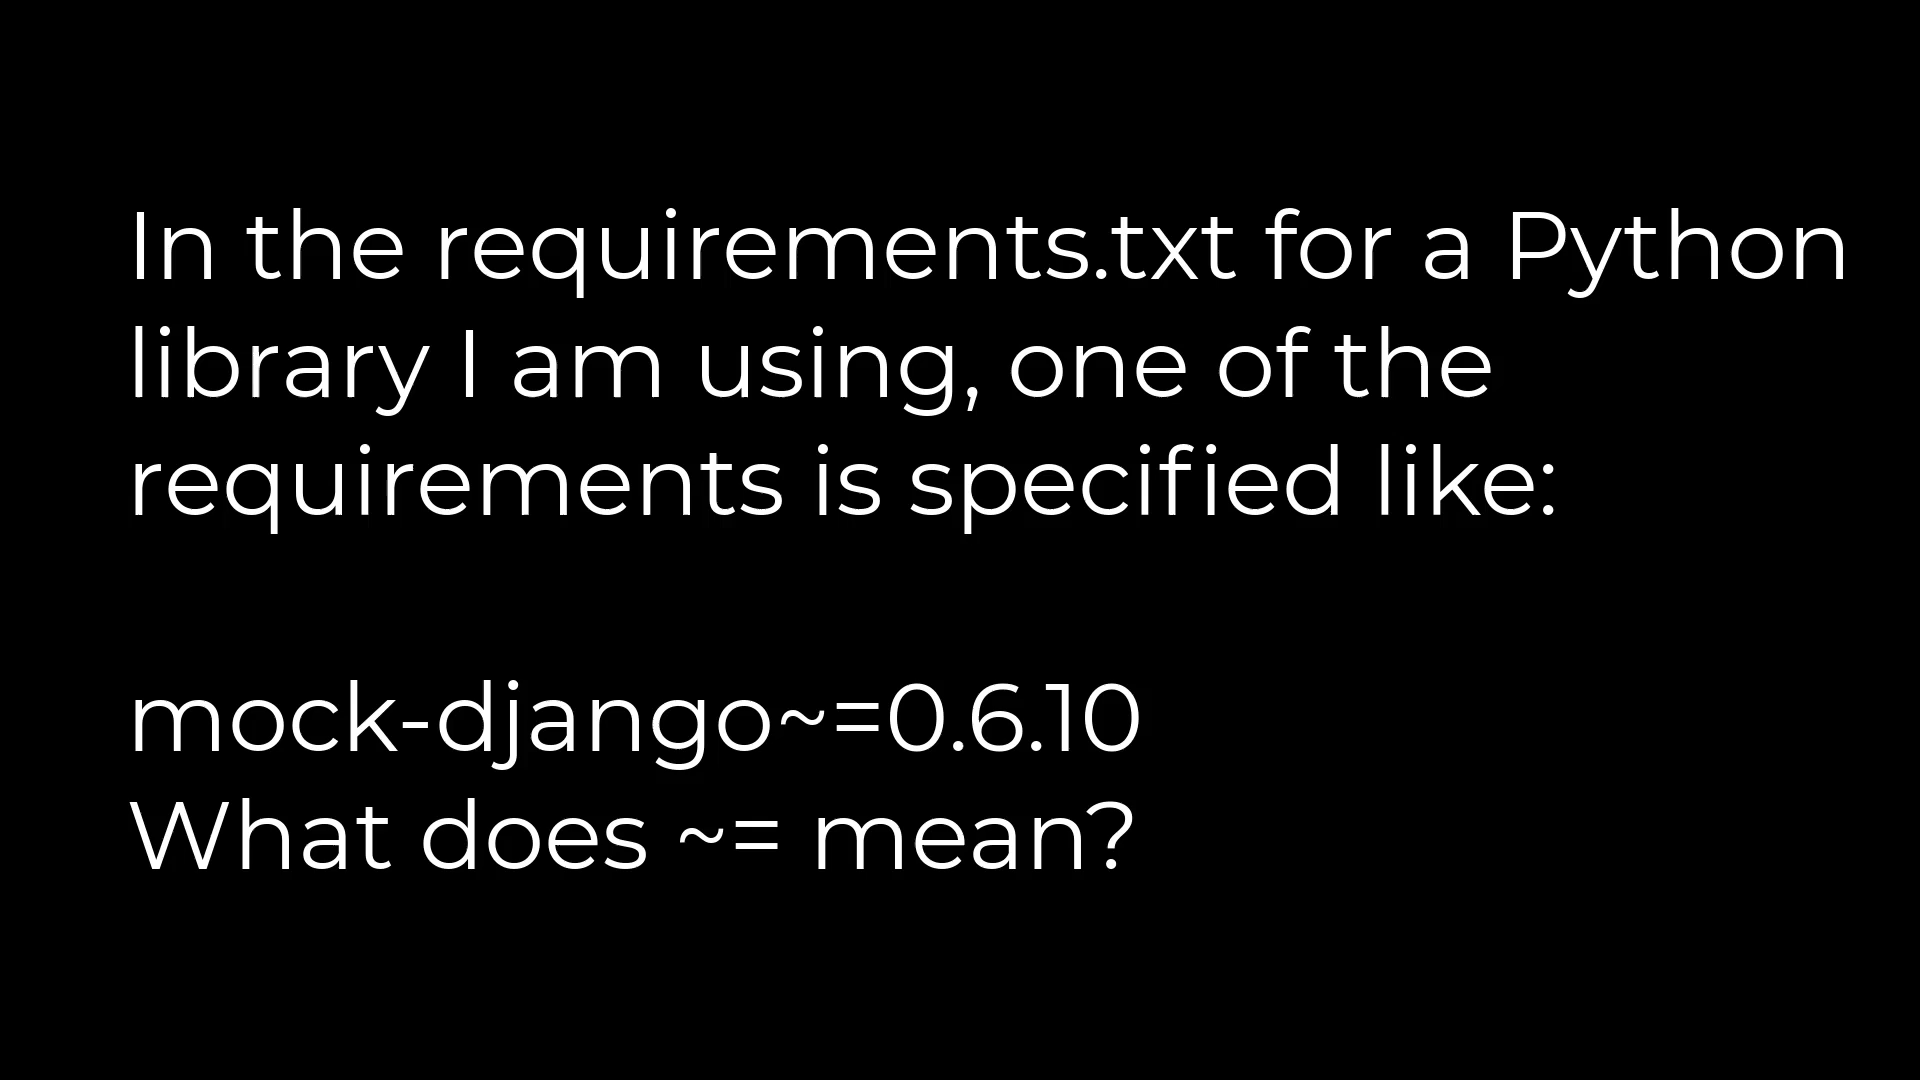 In the requirements.txt for a Python
library I am using, one of the
requirements is specified like:
mock-django~=0.6.10
What does ~= mean?